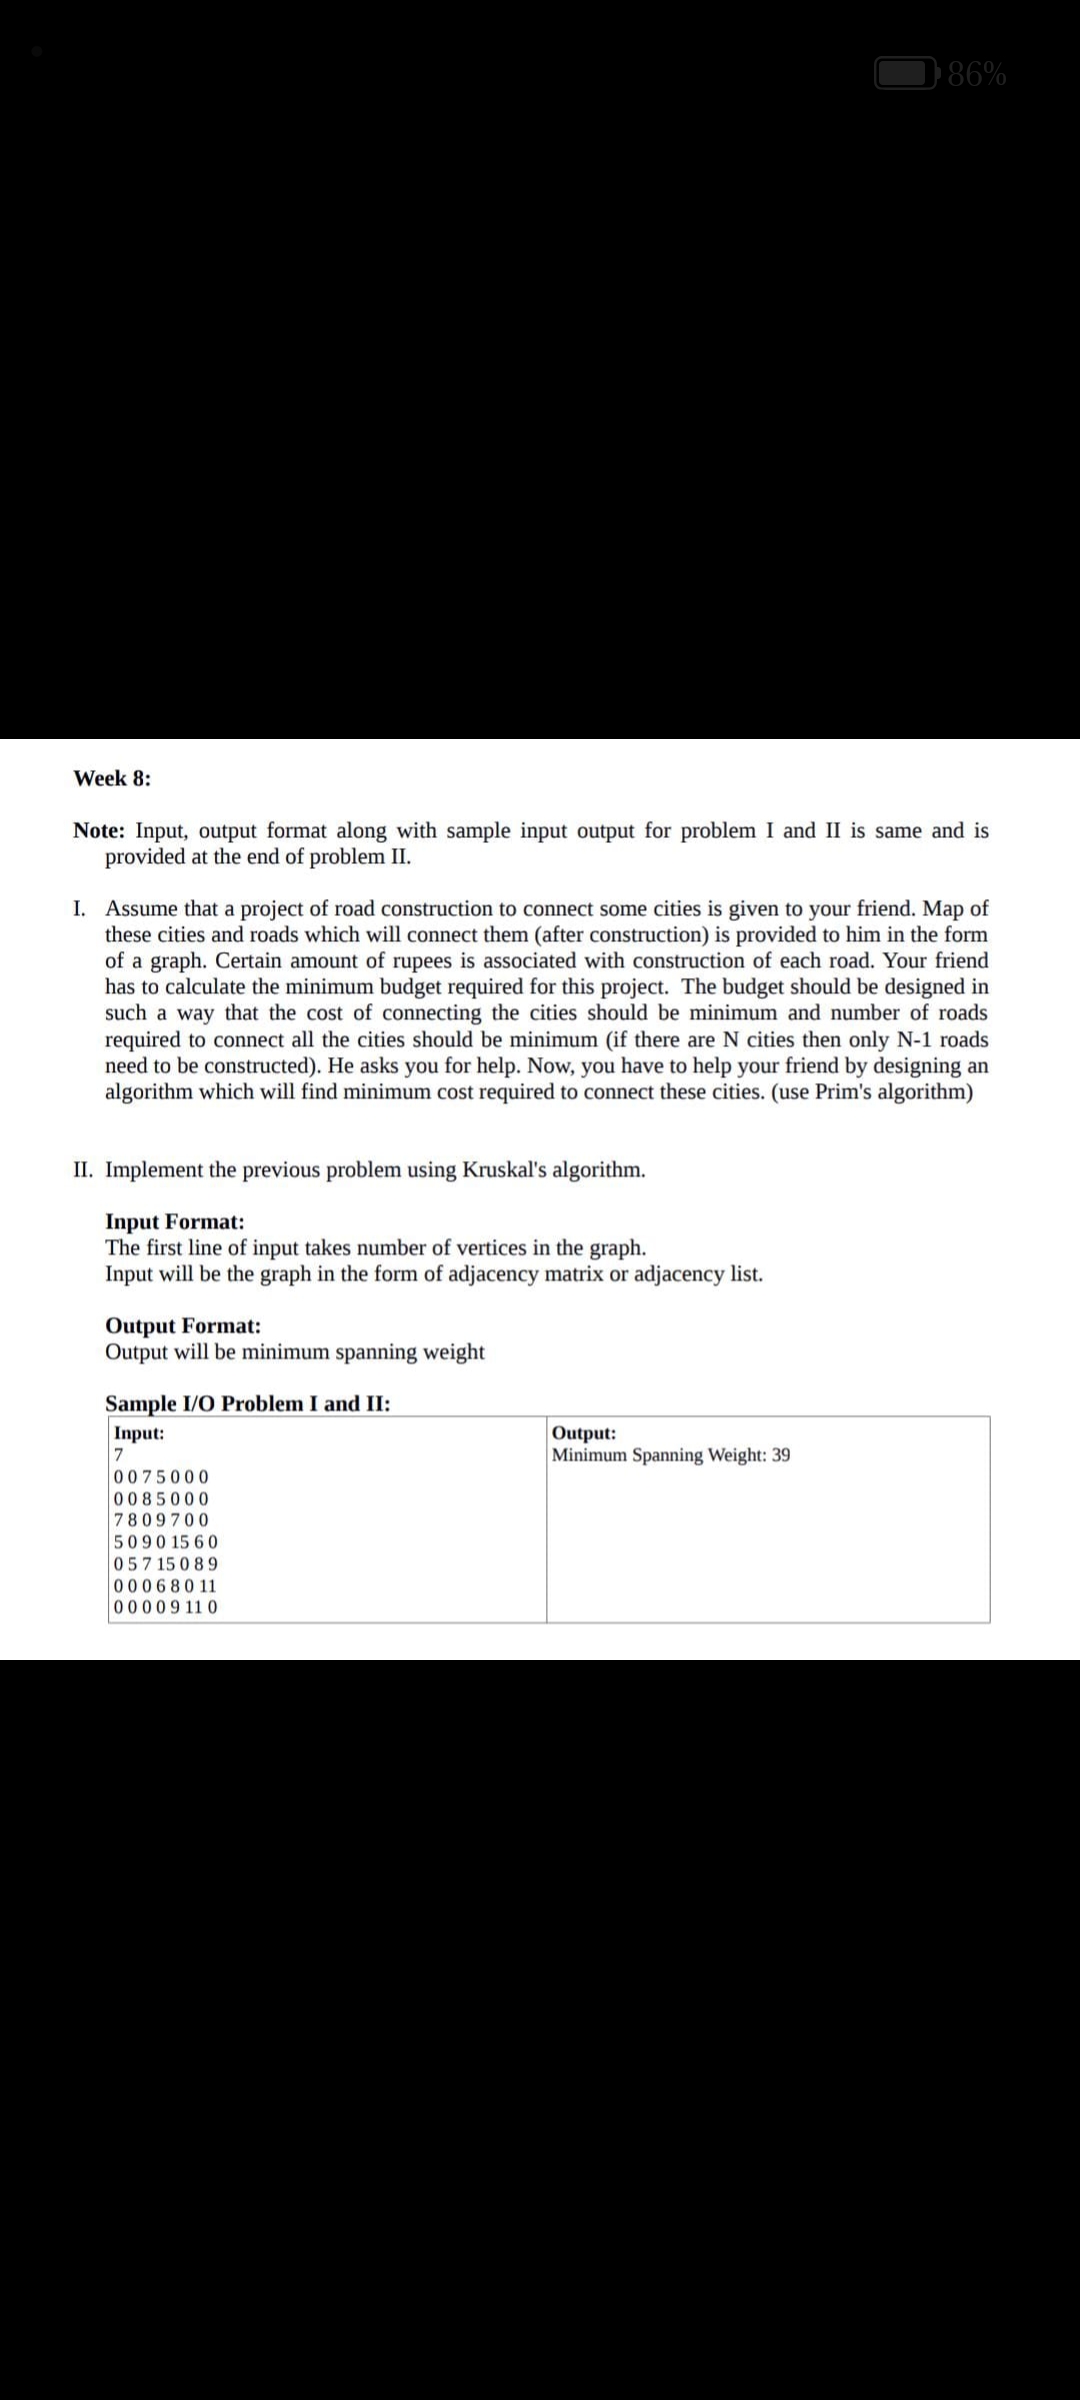 86%
Week 8:
Note: Input, output format along with sample input output for problem I and II is same and is
provided at the end of problem II.
I. Assume that a project of road construction to connect some cities is given to your friend. Map of
these cities and roads which will connect them (after construction) is provided to him in the form
of a graph. Certain amount of rupees is associated with construction of each road. Your friend
has to calculate the minimum budget required for this project. The budget should be designed in
such a way that the cost of connecting the cities should be minimum and number of roads
required to connect all the cities should be minimum (if there are N cities then only N-1 roads
need to be constructed). He asks you for help. Now, you have to help your friend by designing an
algorithm which will find minimum cost required to connect these cities. (use Prim's algorithm)
II. Implement the previous problem using Kruskal's algorithm.
Input Format:
The first line of input takes number of vertices in the graph.
Input will be the graph in the form of adjacency matrix or adjacency list.
Output Format:
Output will be minimum spanning weight
Sample I/O Problem I and II:
Input:
7
0 0 7 5 0 0 0
0 0 8 5 0 0 0
7 8 0 9 7 0 0
5 0 9 0 15 6 0
0 5 7 15 0 8 9
0 0 0 6 8 0 11
0 0 0 0 9 11 0
Output:
Minimum Spanning Weight: 39